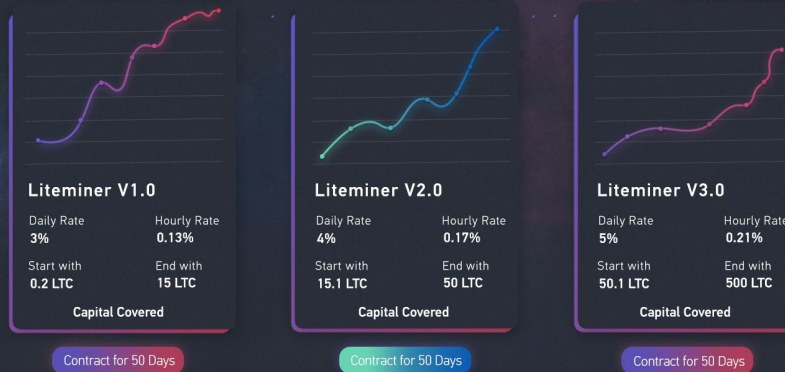 Liteminer V1.0
Daily Rate Hourly Rate
3% 0.13%
Start with End with
0.2 LTC 15 LTC
Capital Covered
Contract for 50 Days
Liteminer V2.0
Daily Rate Hourly Rate
4% 0.17%
Start with End with
15.1 LTC 50 LTC
Capital Covered
Contract for 50 Days
Liteminer V3.0
Daily Rate Hourly Rate
5% 0.21%
Start with End with
50.1 LTC 500 LTC
Capital Covered
Contract for 50 Days